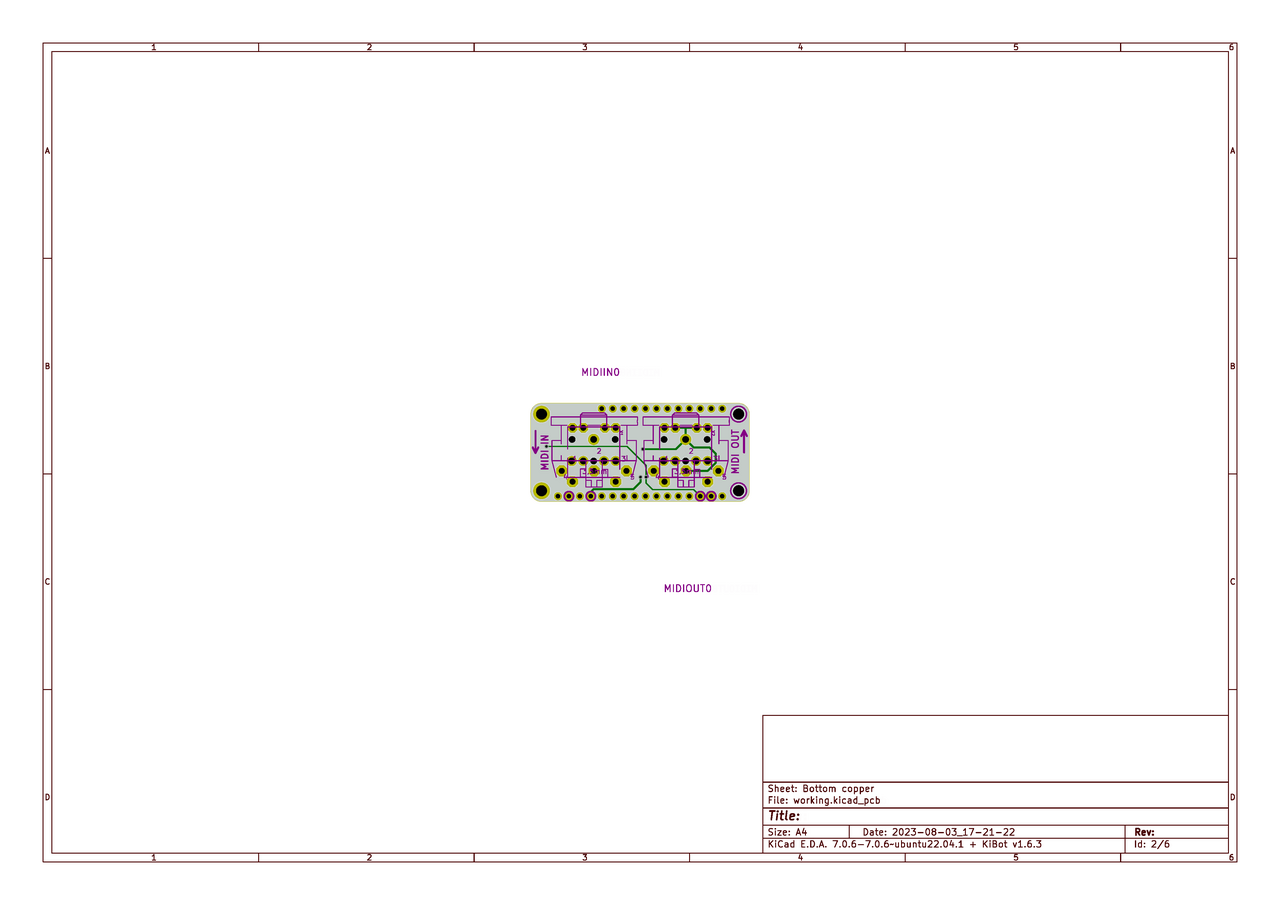 1 2 3 4 5 6
A A
B B
MIDIIN0
MIDI IN
MIDI OUT
2 2
5 5
MIDIOUT0
C C
D D
Sheet: Bottom copper
File: working.kicad_pcb
Title:
Size: A4 Date: 2023-08-03_17-21-22 Rev:
KiCad E.D.A. 7.0.6-7.0.6~ubuntu22.04.1 + KiBot v1.6.3 Id: 2/6
1 2 3 4 5 6